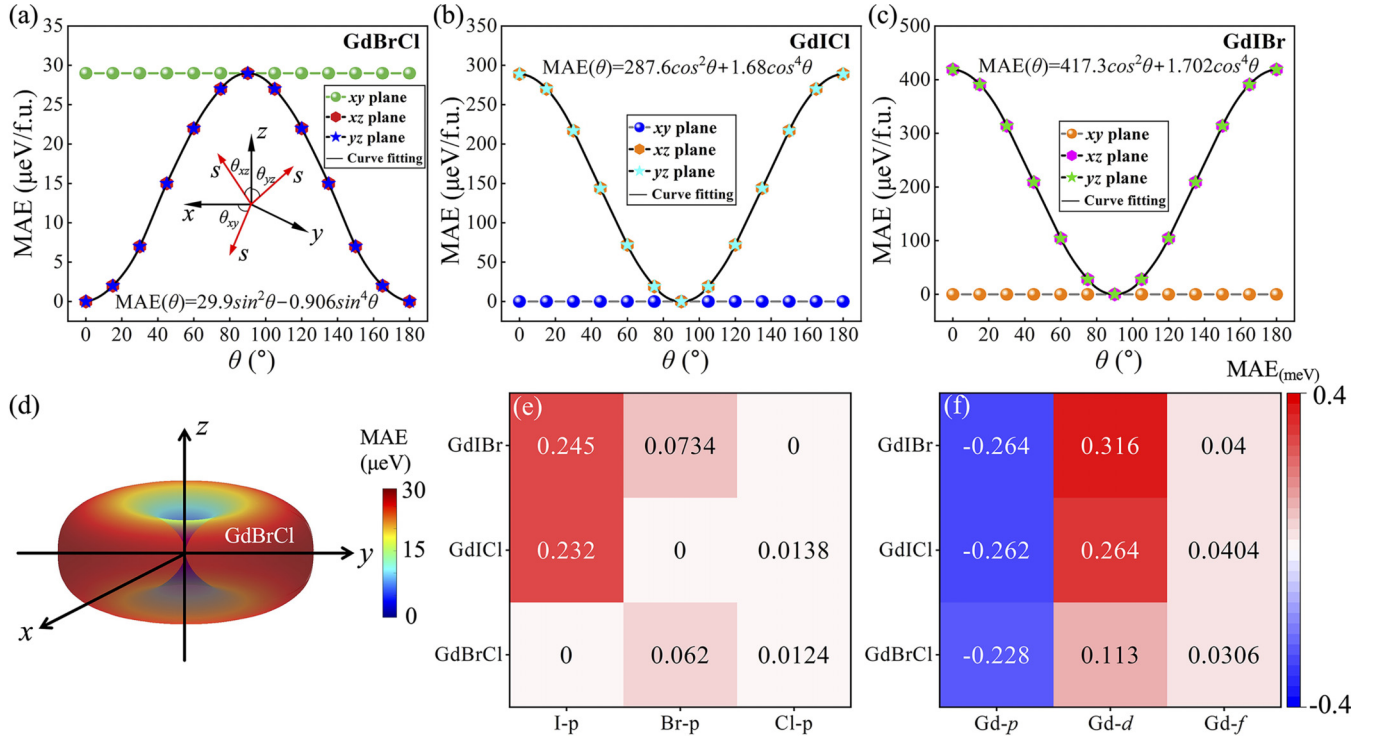 (a)
GdBrCl
MAE (µeV/f.u.)
35
30
25
20
15
10
5
0
xy plane
xz plane
yz plane
Curve fitting
z
x
y
s
s
s
θxz
θyz
θxy
MAE(θ)=29.9sin²θ−0.906sin⁴θ
0 20 40 60 80 100 120 140 160 180
θ (°)
(b)
GdICl
MAE(θ)=287.6cos²θ+1.68cos⁴θ
MAE (µeV/f.u.)
350
300
250
200
150
100
50
0
xy plane
xz plane
yz plane
Curve fitting
0 20 40 60 80 100 120 140 160 180
θ (°)
(c)
GdIBr
MAE(θ)=417.3cos²θ+1.702cos⁴θ
MAE (µeV/f.u.)
500
400
300
200
100
0
xy plane
xz plane
yz plane
Curve fitting
0 20 40 60 80 100 120 140 160 180
θ (°)
(d)
z
y
x
GdBrCl
MAE
(µeV)
30
15
0
(e)
GdIBr 0.245 0.0734 0
GdICl 0.232 0 0.0138
GdBrCl 0 0.062 0.0124
I-p Br-p Cl-p
(f)
GdIBr -0.264 0.316 0.04
GdICl -0.262 0.264 0.0404
GdBrCl -0.228 0.113 0.0306
Gd-p Gd-d Gd-f
MAE(meV)
0.4
-0.4